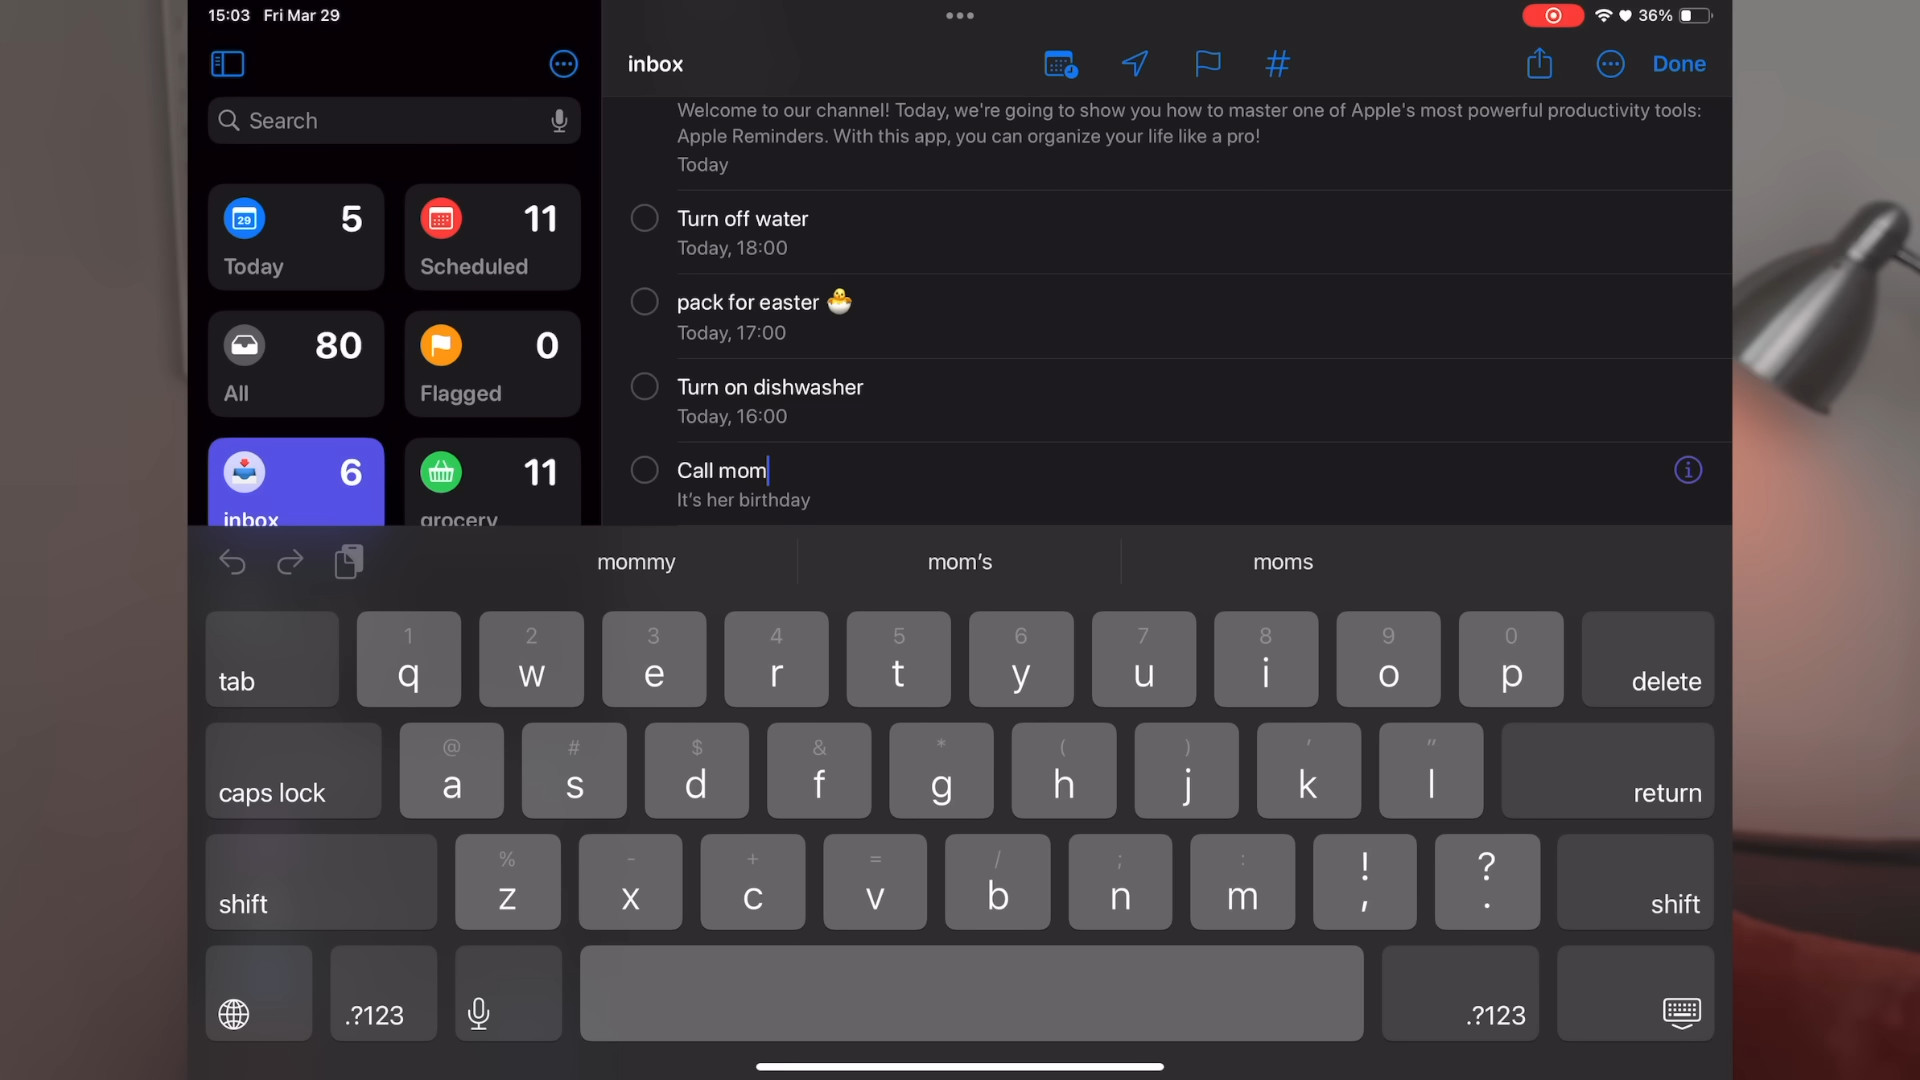 15:03 Fri Mar 29
36%
Search
29
5
Today
11
Scheduled
80
All
0
Flagged
6
inbox
11
grocery
inbox
Done
Welcome to our channel! Today, we're going to show you how to master one of Apple's most powerful productivity tools:
Apple Reminders. With this app, you can organize your life like a pro!
Today
Turn off water
Today, 18:00
pack for easter 🐣
Today, 17:00
Turn on dishwasher
Today, 16:00
Call mom
It's her birthday
mommy mom's moms
1 2 3 4 5 6 7 8 9 0
tab q w e r t y u i o p delete
@ # $ & * ( ) ' "
caps lock a s d f g h j k l return
% - + = / ; : ! ?
shift z x c v b n m , . shift
.?123 .?123